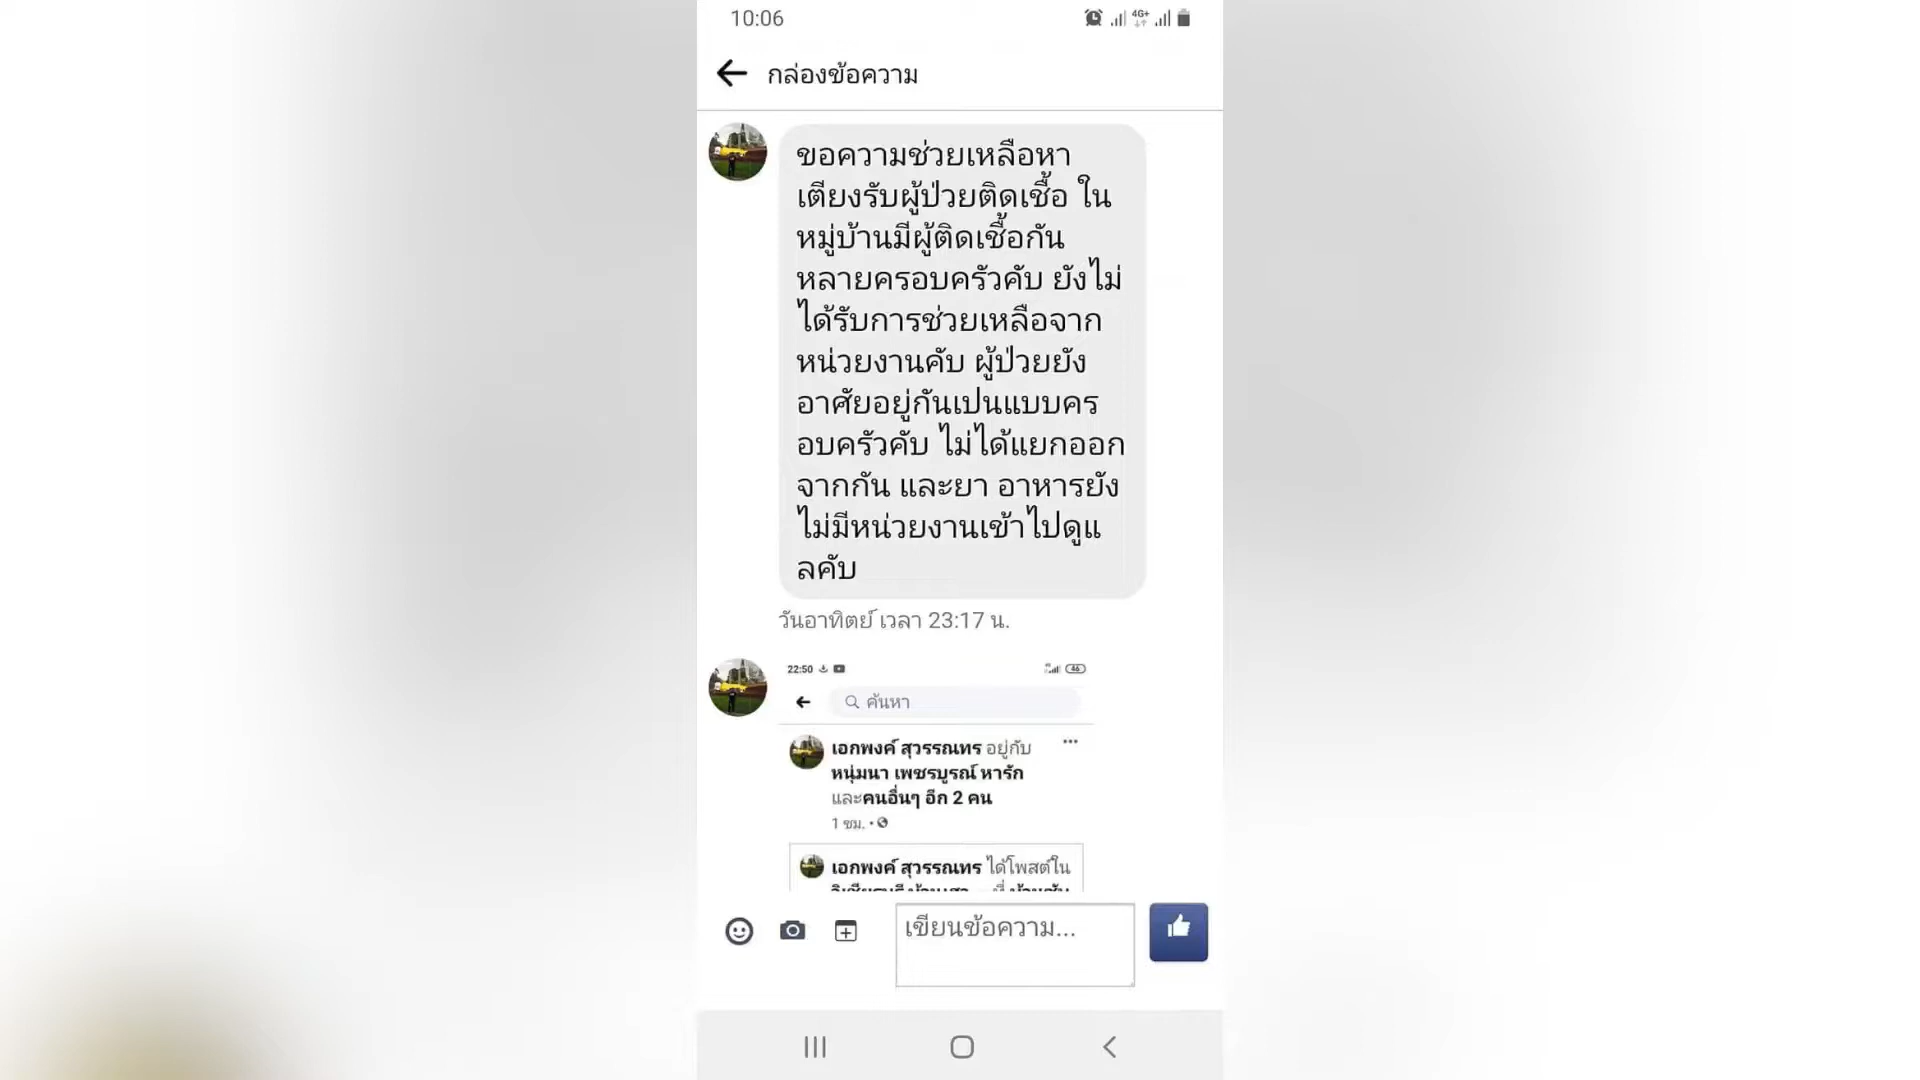 10:06
4G+
กล่องข้อความ
ขอความช่วยเหลือหา
เตียงรับผู้ป่วยติดเชื้อ ใน
หมู่บ้านมีผู้ติดเชื้อกัน
หลายครอบครัวคับ ยังไม่
ได้รับการช่วยเหลือจาก
หน่วยงานคับ ผู้ป่วยยัง
อาศัยอยู่กันเปนแบบคร
อบครัวคับ ไม่ได้แยกออก
จากกัน และยา อาหารยัง
ไม่มีหน่วยงานเข้าไปดูแ
ลคับ
วันอาทิตย์ เวลา 23:17 น.
22:50
46
ค้นหา
เอกพงค์ สุวรรณทร อยู่กับ
หนุ่มนา เพชรบูรณ์ หารัก
และคนอื่นๆ อีก 2 คน
1 ชม.
เอกพงค์ สุวรรณทร ได้โพสต์ใน
เขียนข้อความ...